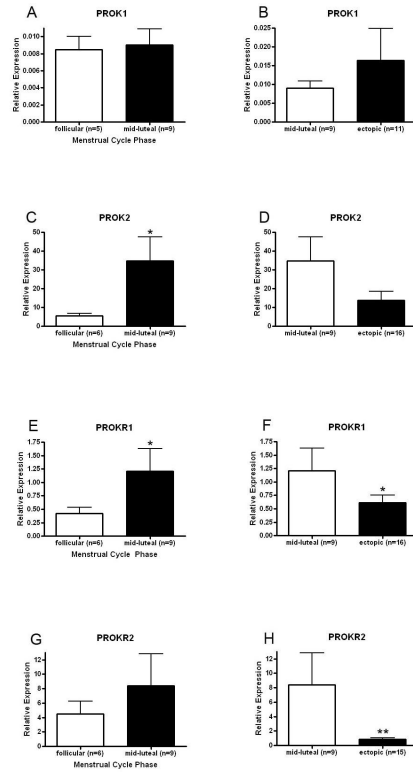 A
PROK1
Relative Expression
0.010
0.008
0.006
0.004
0.002
0.000
follicular (n=5) mid-luteal (n=9)
Menstrual Cycle Phase
B
PROK1
Relative Expression
0.025
0.020
0.015
0.010
0.005
0.000
mid-luteal (n=9) ectopic (n=11)
C
PROK2
Relative Expression
50
40
30
20
10
0
*
follicular (n=6) mid-luteal (n=9)
Menstrual Cycle Phase
D
PROK2
Relative Expression
50
40
30
20
10
0
mid-luteal (n=9) ectopic (n=16)
E
PROKR1
Relative Expression
1.75
1.50
1.25
1.00
0.75
0.50
0.25
0.00
*
follicular (n=6) mid-luteal (n=9)
Menstrual Cycle Phase
F
PROKR1
Relative Expression
1.75
1.50
1.25
1.00
0.75
0.50
0.25
0.00
*
mid-luteal (n=9) ectopic (n=16)
G
PROKR2
Relative Expression
12
10
8
6
4
2
0
follicular (n=6) mid-luteal (n=9)
Menstrual Cycle Phase
H
PROKR2
Relative Expression
12
10
8
6
4
2
0
**
mid-luteal (n=9) ectopic (n=15)